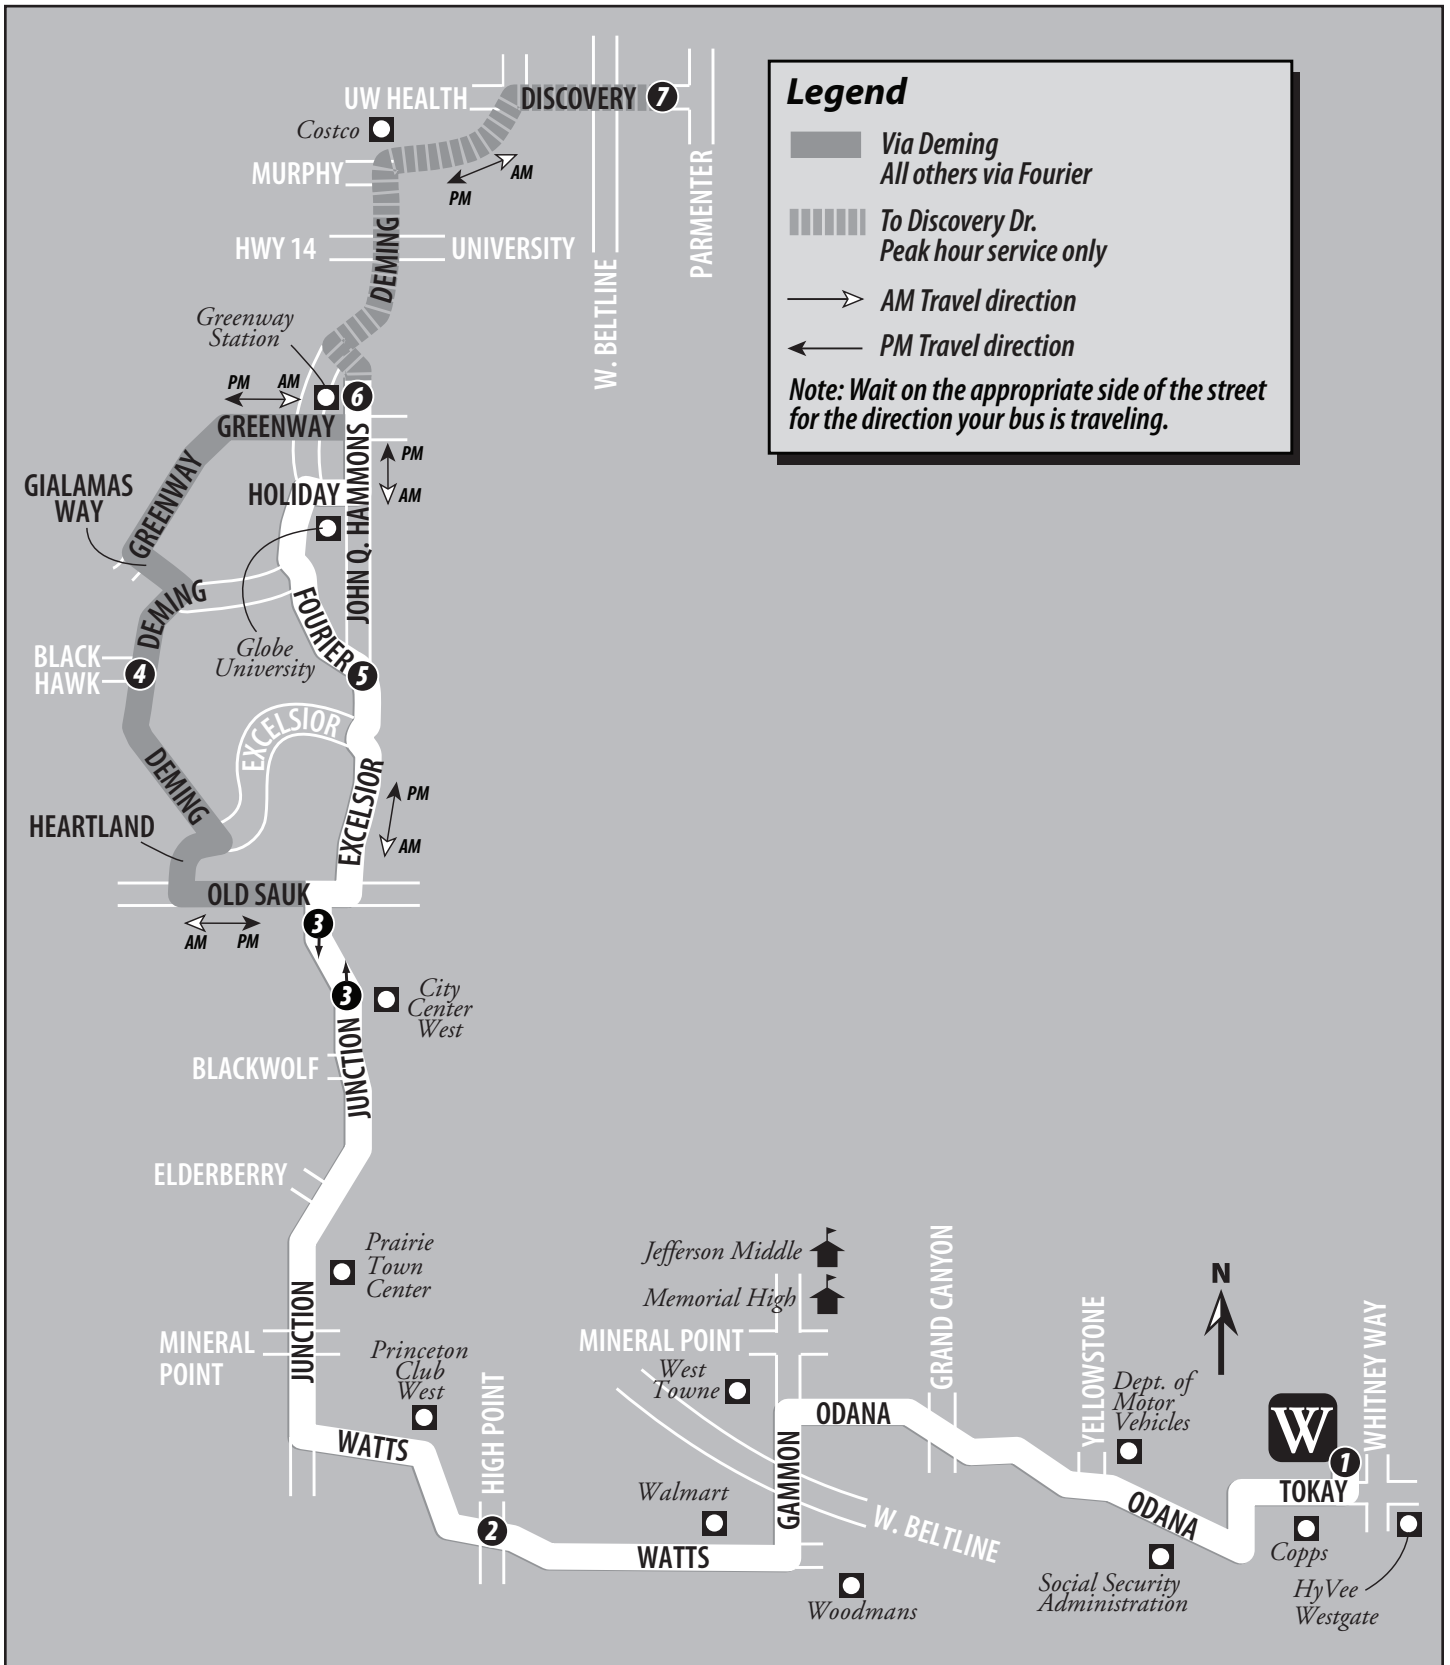 UW HEALTH
DISCOVERY
7
Costco
MURPHY
AM
PM
PARMENTER
HWY 14
UNIVERSITY
DEMING
W. BELTLINE
Legend
Via Deming
All others via Fourier
To Discovery Dr.
Peak hour service only
AM Travel direction
PM Travel direction
Note: Wait on the appropriate side of the street
for the direction your bus is traveling.
Greenway
Station
PM
AM
6
GREENWAY
PM
AM
GREENWAY
GIALAMAS
WAY
HOLIDAY
JOHN Q. HAMMONS
DEMING
FOURIER
Globe
University
BLACK
HAWK
4
5
EXCELSIOR
DEMING
EXCELSIOR
PM
AM
HEARTLAND
OLD SAUK
AM
PM
3
3
City
Center
West
JUNCTION
BLACKWOLF
ELDERBERRY
Prairie
Town
Center
JUNCTION
MINERAL
POINT
Princeton
Club
West
WATTS
HIGH POINT
2
Jefferson Middle
Memorial High
MINERAL POINT
West
Towne
GRAND CANYON
YELLOWSTONE
N
WHITNEY WAY
Dept. of
Motor
Vehicles
ODANA
W
1
TOKAY
Walmart
GAMMON
W. BELTLINE
WATTS
ODANA
Woodmans
Social Security
Administration
Copps
HyVee
Westgate